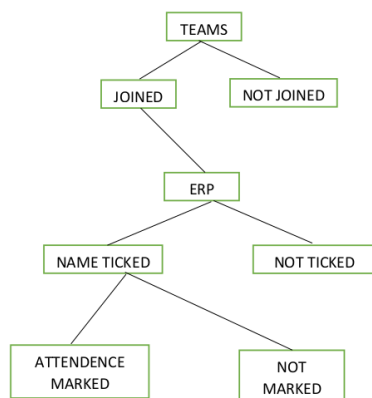 TEAMS
JOINED
NOT JOINED
ERP
NAME TICKED
NOT TICKED
ATTENDENCE
MARKED
NOT
MARKED